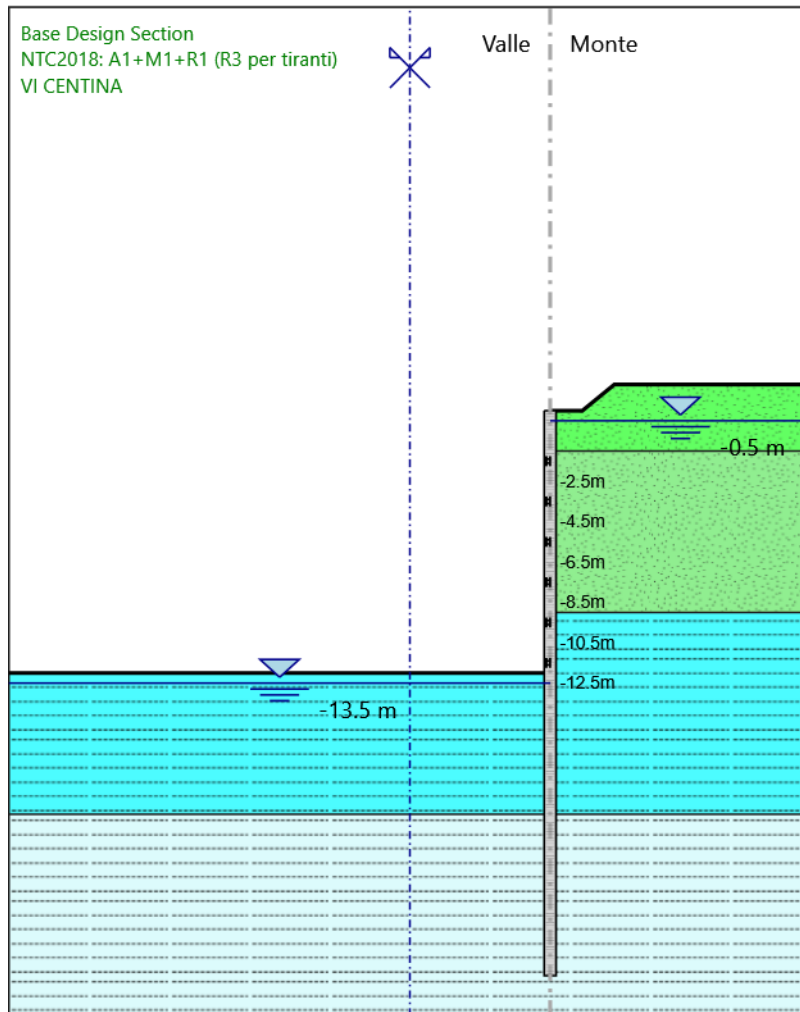 Base Design Section
NTC2018: A1+M1+R1 (R3 per tiranti)
VI CENTINA
Valle
Monte
-0.5 m
-2.5m
-4.5m
-6.5m
-8.5m
-10.5m
-12.5m
-13.5 m